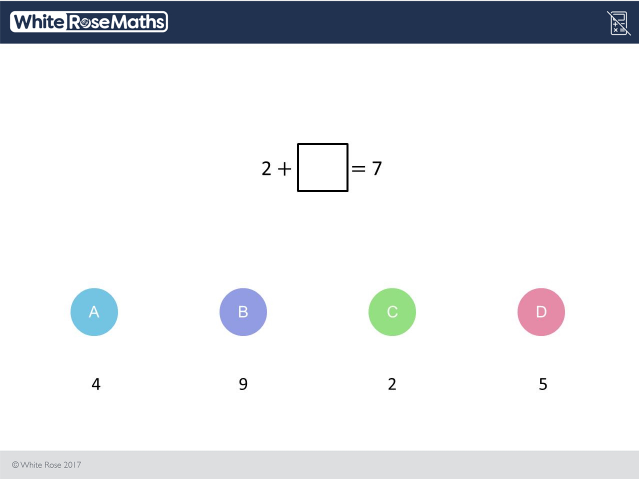 White Rose Maths
2 + = 7
A B C D
4 9 2 5
© White Rose 2017